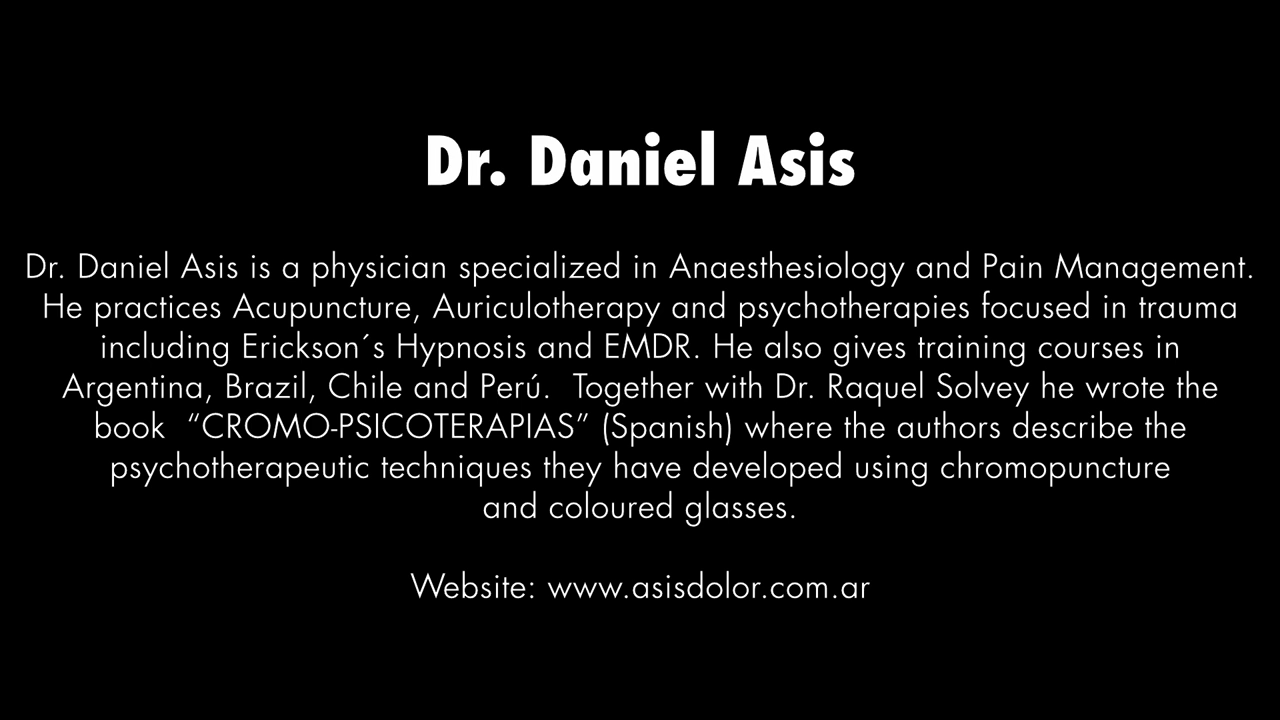 Dr. Daniel Asis
Dr. Daniel Asis is a physician specialized in Anaesthesiology and Pain Management.
He practices Acupuncture, Auriculotherapy and psychotherapies focused in trauma
including Erickson´s Hypnosis and EMDR. He also gives training courses in
Argentina, Brazil, Chile and Perú.  Together with Dr. Raquel Solvey he wrote the
book  “CROMO-PSICOTERAPIAS” (Spanish) where the authors describe the
psychotherapeutic techniques they have developed using chromopuncture
and coloured glasses.
Website: www.asisdolor.com.ar